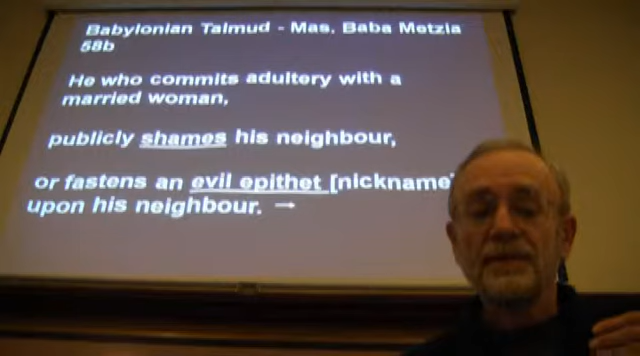 Babylonian Talmud - Mas. Baba Metzia
58b
He who commits adultery with a
married woman,
publicly shames his neighbour,
or fastens an evil epithet [nickname]
upon his neighbour. →